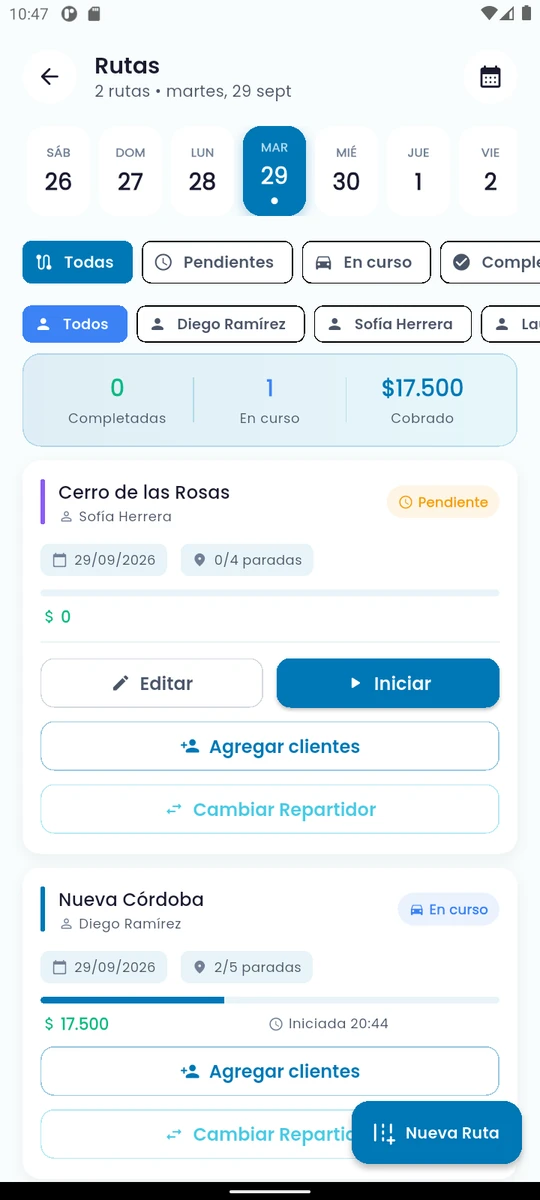 10:47
Rutas
2 rutas • martes, 29 sept
SÁB DOM LUN MAR MIÉ JUE VIE
26 27 28 29 30 1 2
Todas Pendientes En curso Comple
Todos Diego Ramírez Sofía Herrera La
0 1 $17.500
Completadas En curso Cobrado
Cerro de las Rosas
Pendiente
Sofía Herrera
29/09/2026 0/4 paradas
$ 0
Editar Iniciar
Agregar clientes
Cambiar Repartidor
Nueva Córdoba
En curso
Diego Ramírez
29/09/2026 2/5 paradas
$ 17.500 Iniciada 20:44
Agregar clientes
Cambiar Repartic
Nueva Ruta